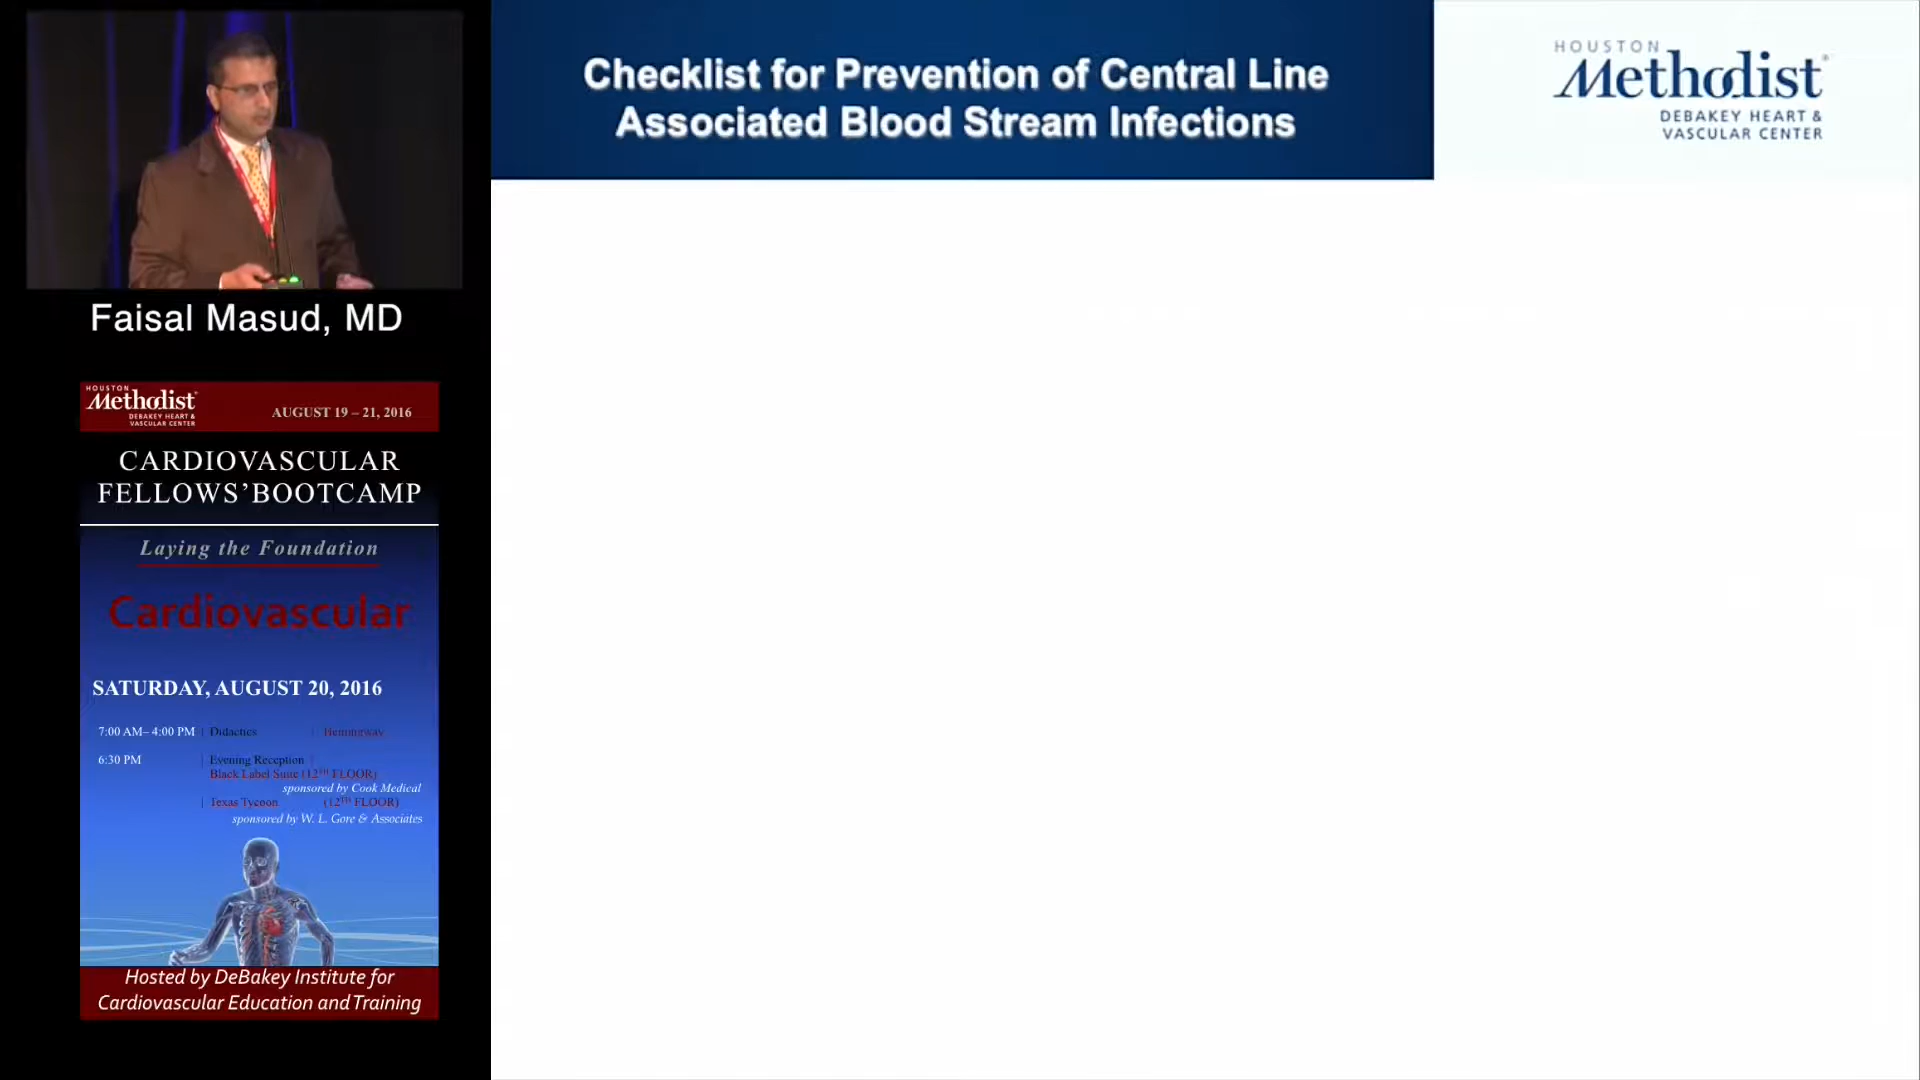 Checklist for Prevention of Central Line
Associated Blood Stream Infections
HOUSTON
Methodist®
DEBAKEY HEART &
VASCULAR CENTER
Faisal Masud, MD
HOUSTON
Methodist
DEBAKEY HEART &
VASCULAR CENTER
AUGUST 19 – 21, 2016
CARDIOVASCULAR
FELLOWS’BOOTCAMP
Laying the Foundation
Cardiovascular
SATURDAY, AUGUST 20, 2016
7:00 AM– 4:00 PM | Didactics | Hemingway
6:30 PM | Evening Reception |
Black Label Suite (12TH FLOOR)
sponsored by Cook Medical
| Texas Tycoon (12TH FLOOR)
sponsored by W. L. Gore & Associates
Hosted by DeBakey Institute for
Cardiovascular Education and Training